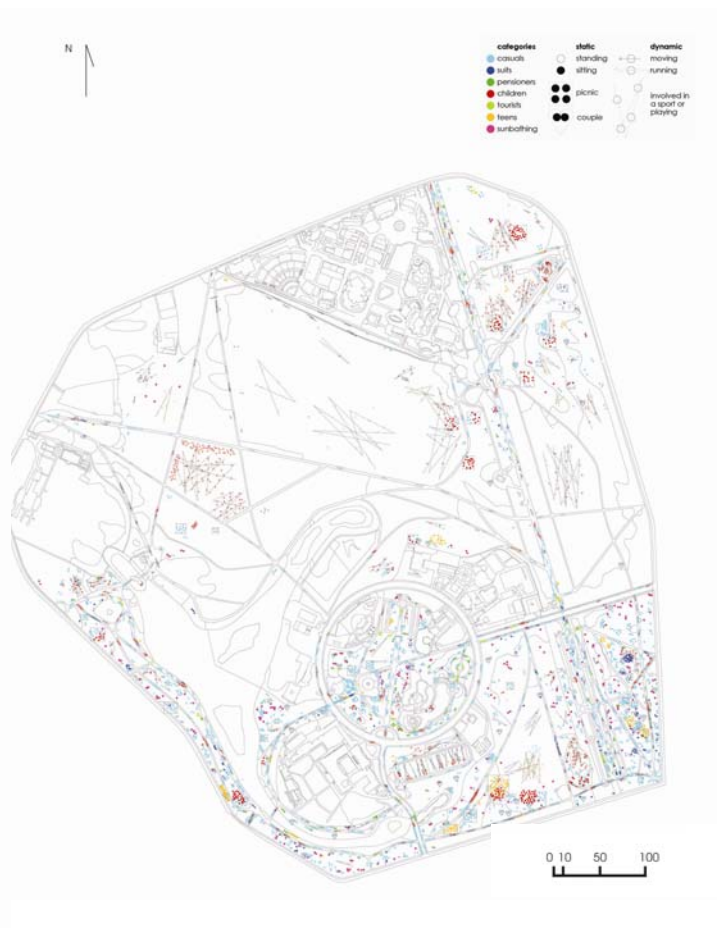 N
categories
casuals
suits
pensioners
children
tourists
teens
sunbathing
static
standing
sitting
picnic
couple
dynamic
moving
running
involved in
a sport or
playing
0 10 50 100